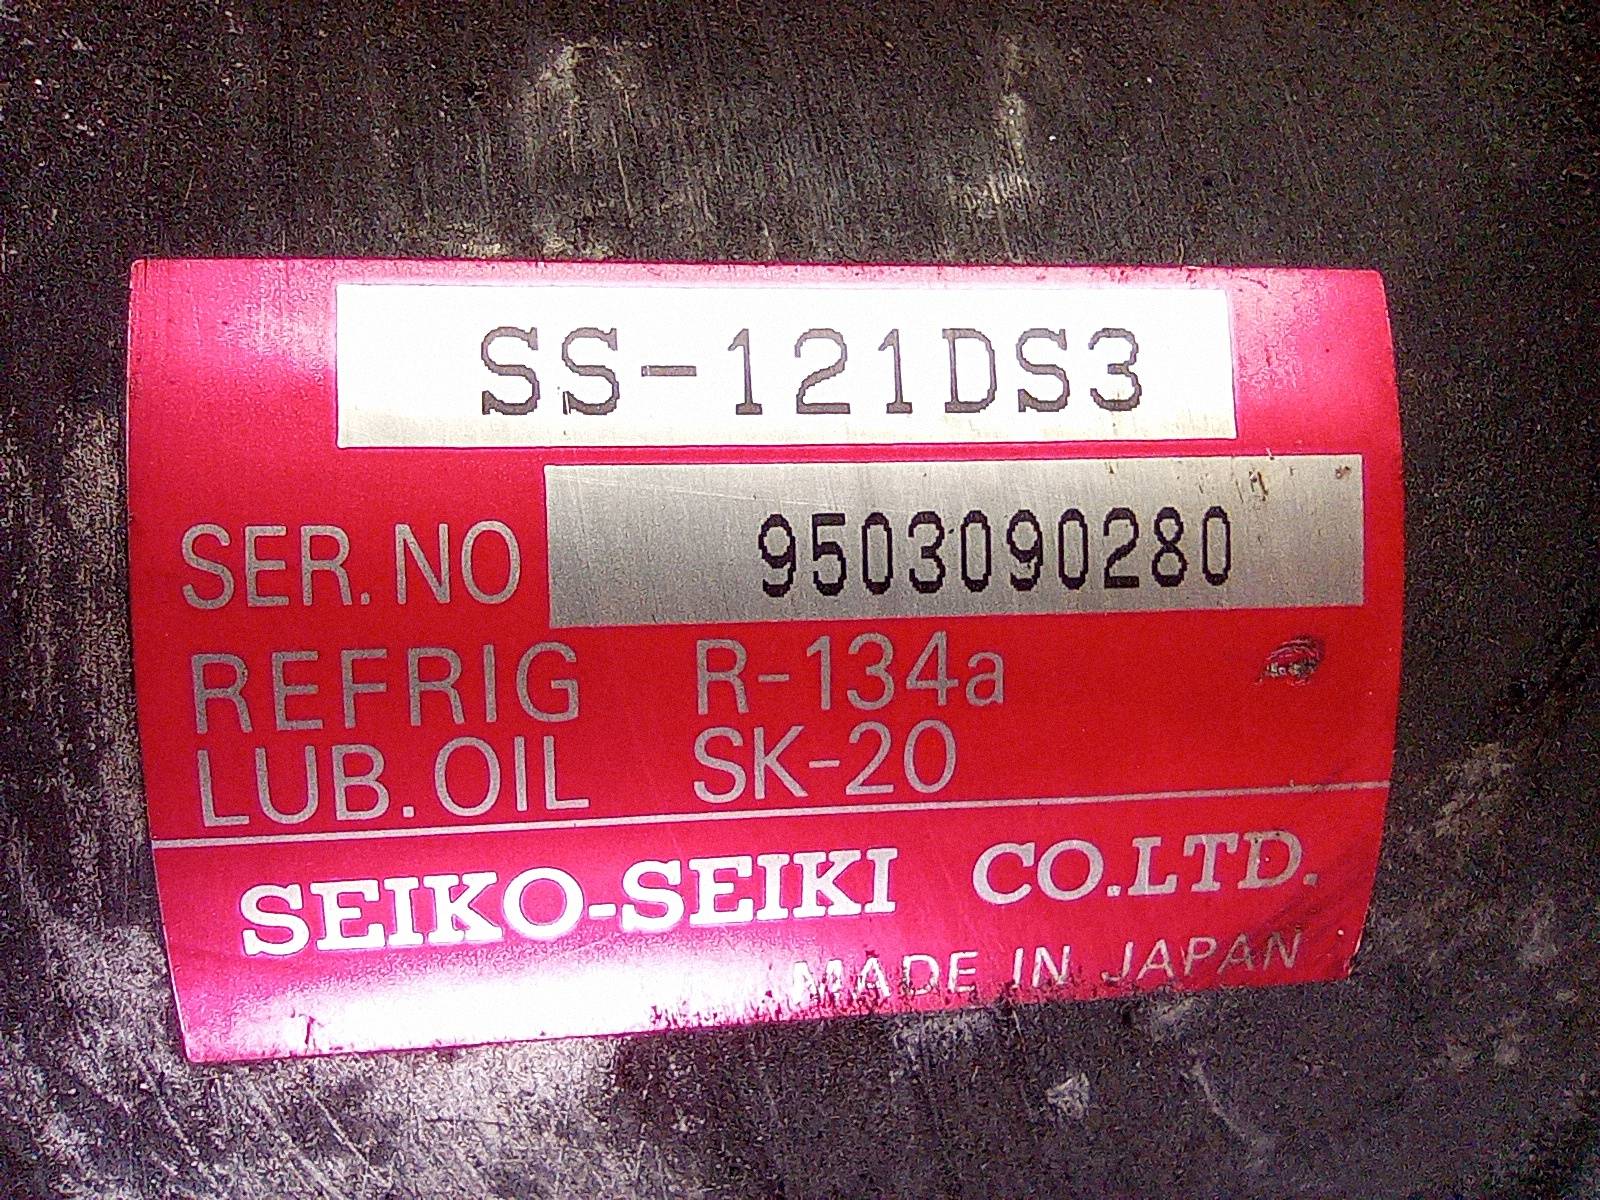 SS-121DS3
SER.NO 9503090280
REFRIG R-134a
LUB.OIL SK-20
SEIKO-SEIKI CO.LTD.
MADE IN JAPAN